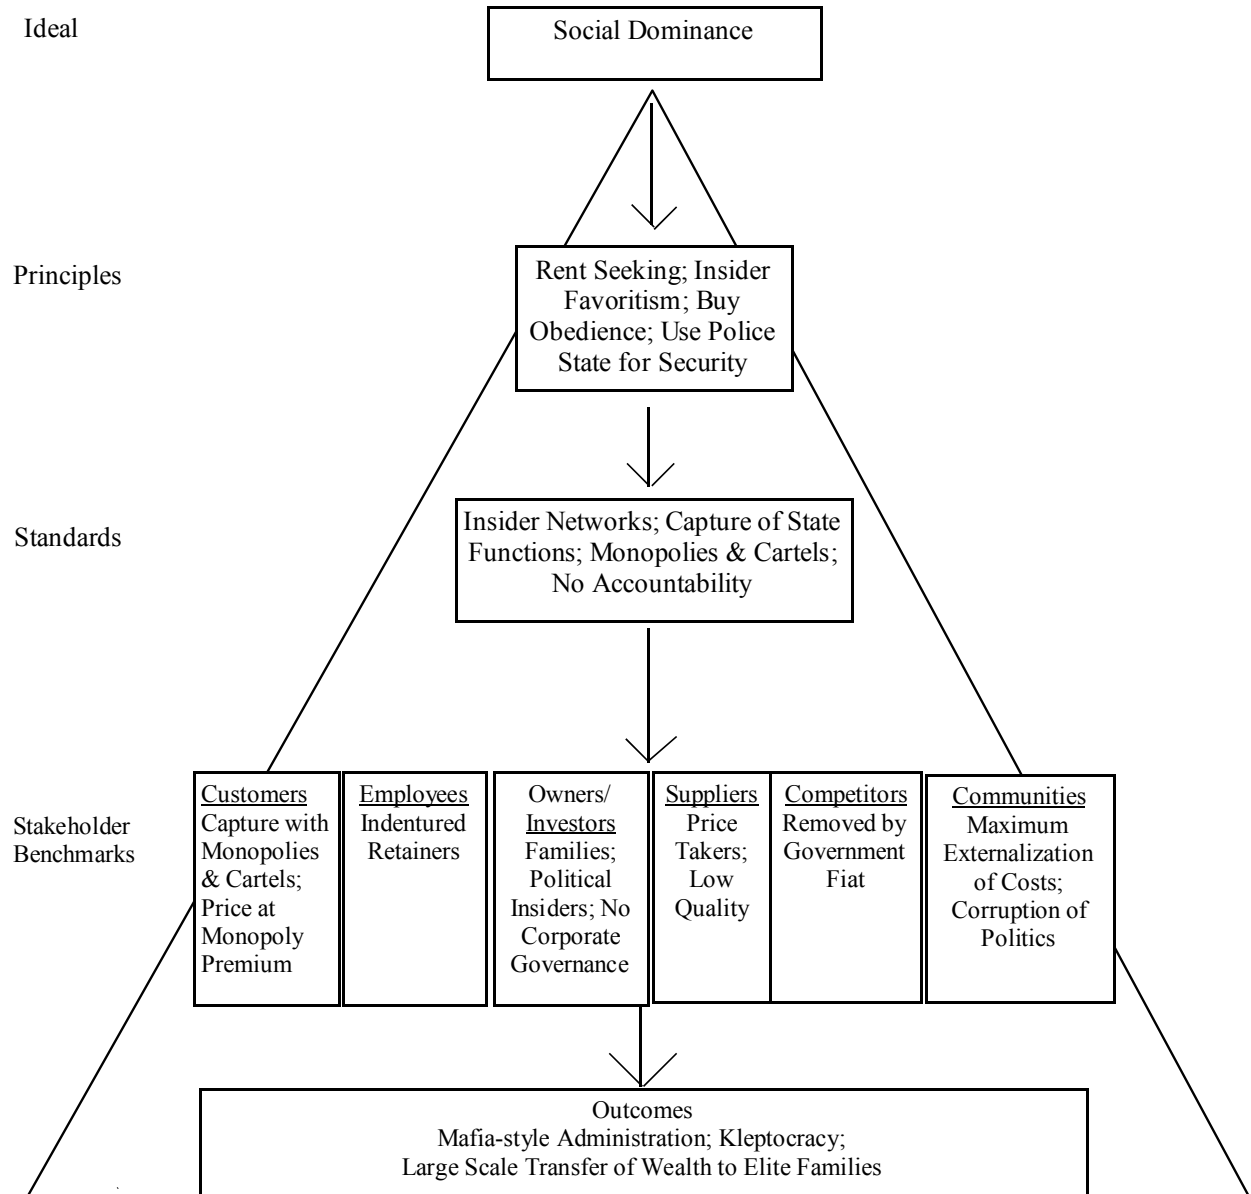 Ideal
Social Dominance
Principles
Rent Seeking; Insider
Favoritism; Buy
Obedience; Use Police
State for Security
Standards
Insider Networks; Capture of State
Functions; Monopolies & Cartels;
No Accountability
Stakeholder
Benchmarks
Customers
Capture with
Monopolies
& Cartels;
Price at
Monopoly
Premium
Employees
Indentured
Retainers
Owners/
Investors
Families;
Political
Insiders; No
Corporate
Governance
Suppliers
Price
Takers;
Low
Quality
Competitors
Removed by
Government
Fiat
Communities
Maximum
Externalization
of Costs;
Corruption of
Politics
Outcomes
Mafia-style Administration; Kleptocracy;
Large Scale Transfer of Wealth to Elite Families